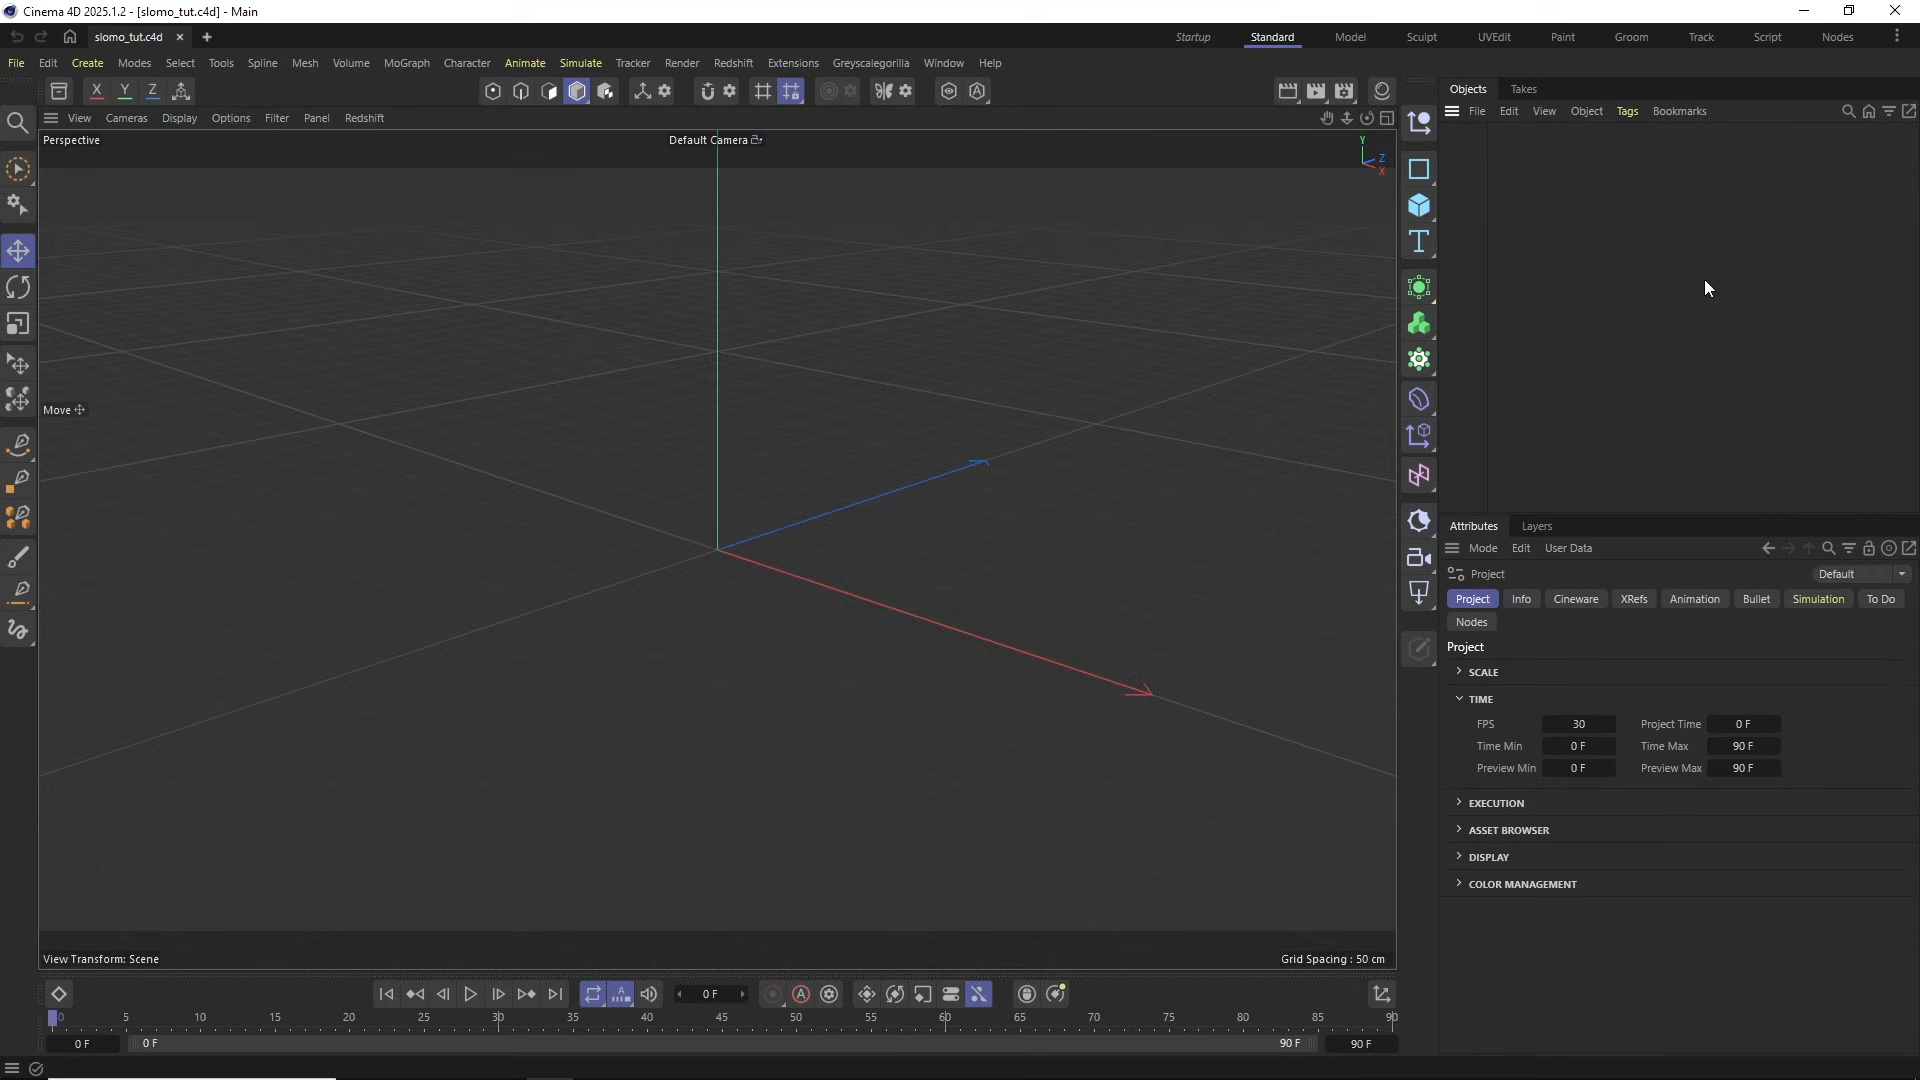 Cinema 4D 2025.1.2 - [slomo_tut.c4d] - Main
slomo_tut.c4d
Startup Standard Model Sculpt UVEdit Paint Groom Track Script Nodes
File Edit Create Modes Select Tools Spline Mesh Volume MoGraph Character Animate Simulate Tracker Render Redshift Extensions Greyscalegorilla Window Help
X Y Z
Objects Takes
File Edit View Object Tags Bookmarks
View Cameras Display Options Filter Panel Redshift
Perspective
Default Camera
Y
Z
X
Move
Attributes Layers
Mode Edit User Data
Project
Default
Project Info Cineware XRefs Animation Bullet Simulation To Do
Nodes
Project
SCALE
TIME
FPS 30 Project Time 0 F
Time Min 0 F Time Max 90 F
Preview Min 0 F Preview Max 90 F
EXECUTION
ASSET BROWSER
DISPLAY
COLOR MANAGEMENT
View Transform: Scene
Grid Spacing : 50 cm
0 F
0 5 10 15 20 25 30 35 40 45 50 55 60 65 70 75 80 85 90
0 F 0 F 90 F 90 F